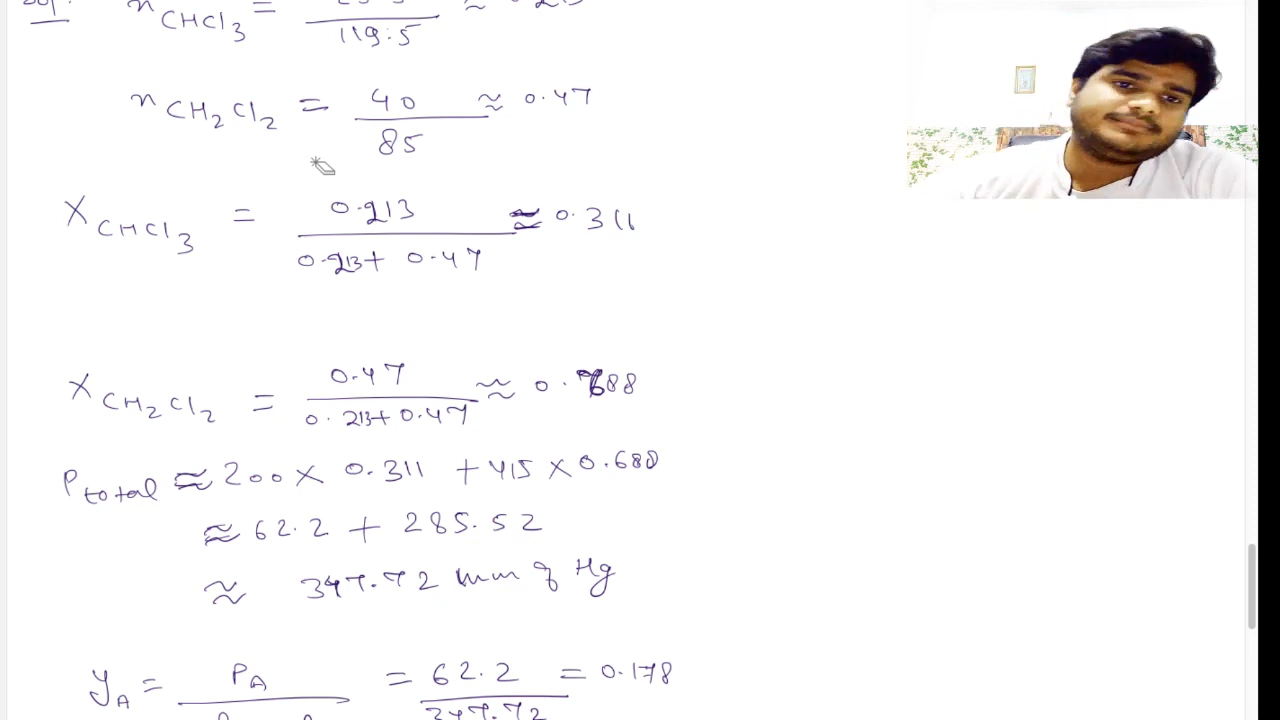 n CHCl3 = 119.5
n CH2Cl2 = 40 / 85 ≈ 0.47
X CHCl3 = 0.213 / 0.213 + 0.47 ≈ 0.311
X CH2Cl2 = 0.47 / 0.213 + 0.47 ≈ 0.688
P total ≈ 200 × 0.311 + 415 × 0.688
≈ 62.2 + 285.52
≈ 347.72 mm of Hg
yA = PA = 62.2 / 347.72 = 0.178